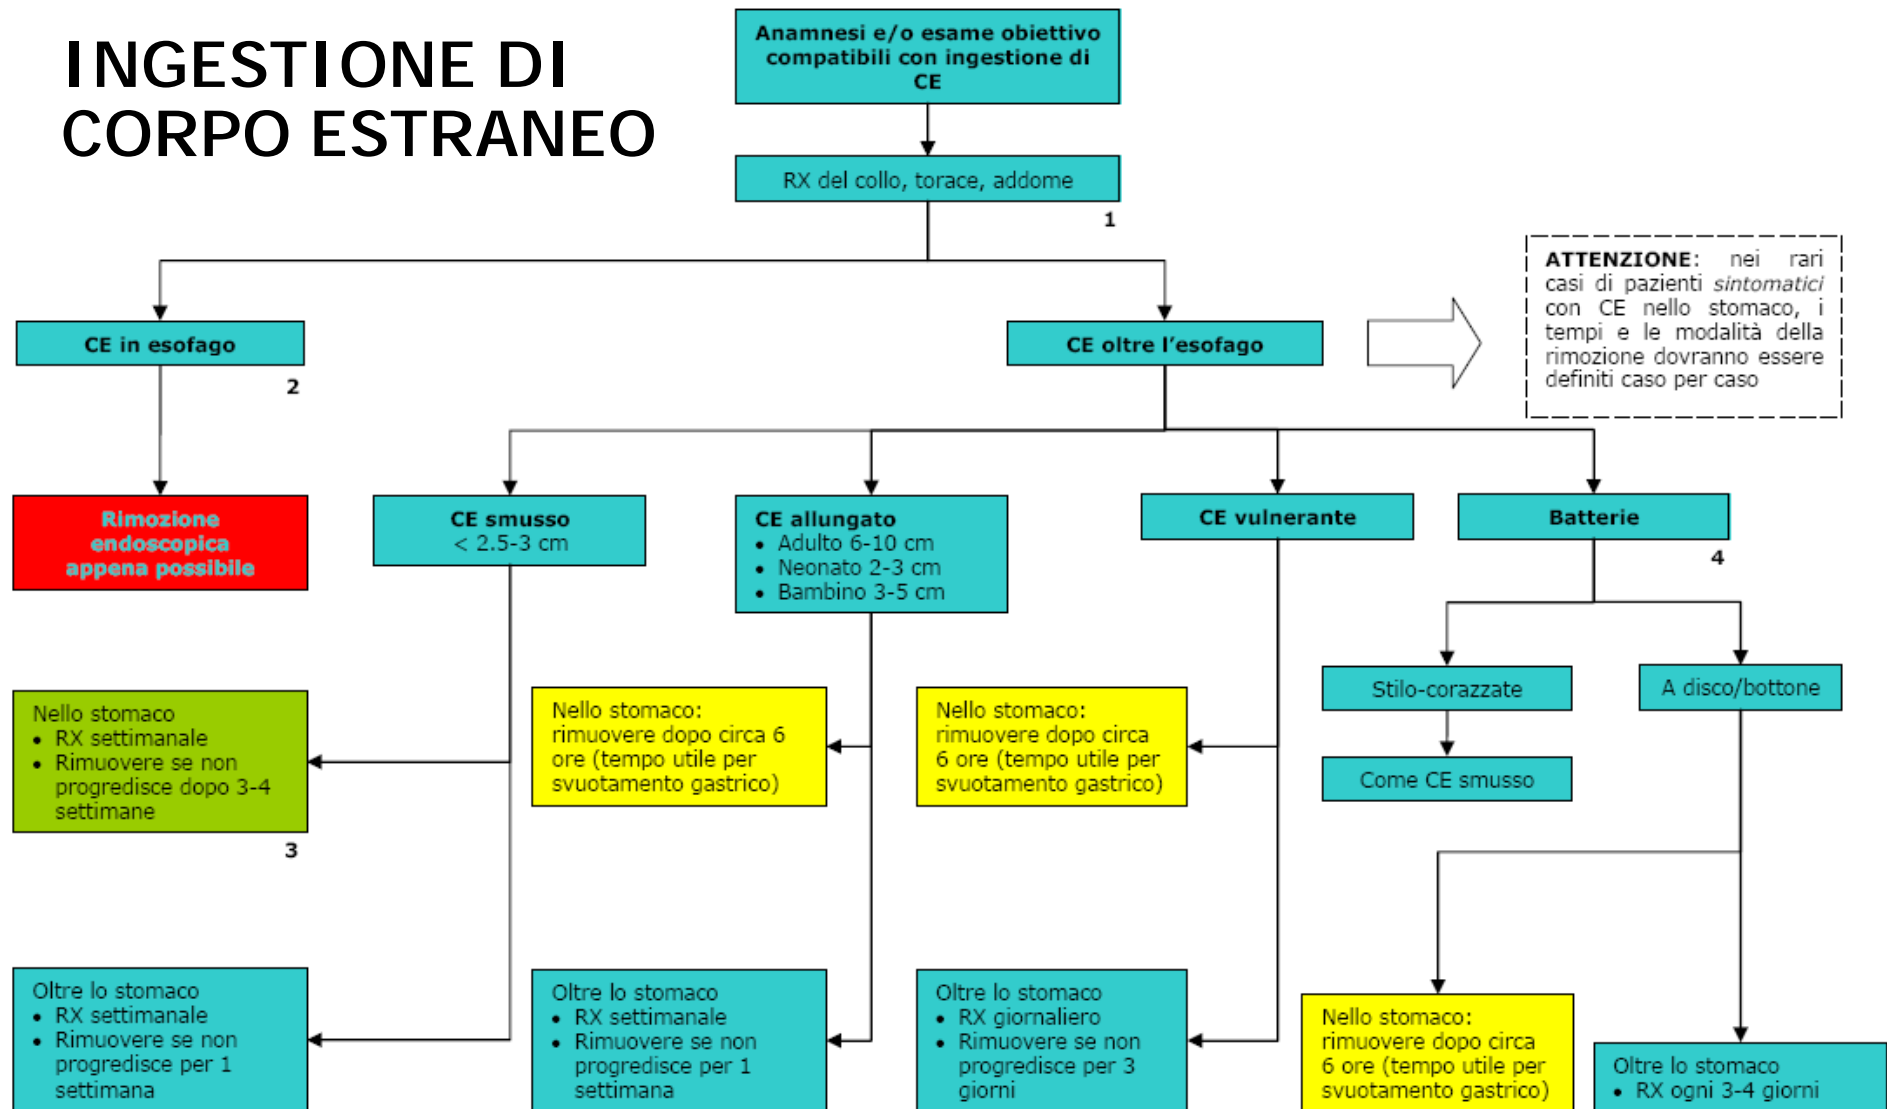 INGESTIONE DI
CORPO ESTRANEO
Anamnesi e/o esame obiettivo
compatibili con ingestione di
CE
RX del collo, torace, addome
1
ATTENZIONE: nei rari
casi di pazienti sintomatici
con CE nello stomaco, i
tempi e le modalità della
rimozione dovranno essere
definiti caso per caso
CE in esofago
2
CE oltre l'esofago
Rimozione
endoscopica
appena possibile
CE smusso
< 2.5-3 cm
CE allungato
• Adulto 6-10 cm
• Neonato 2-3 cm
• Bambino 3-5 cm
CE vulnerante
Batterie
4
Stilo-corazzate
A disco/bottone
Come CE smusso
Nello stomaco
• RX settimanale
• Rimuovere se non
progredisce dopo 3-4
settimane
3
Nello stomaco:
rimuovere dopo circa 6
ore (tempo utile per
svuotamento gastrico)
Nello stomaco:
rimuovere dopo circa
6 ore (tempo utile per
svuotamento gastrico)
Oltre lo stomaco
• RX settimanale
• Rimuovere se non
progredisce per 1
settimana
Oltre lo stomaco
• RX settimanale
• Rimuovere se non
progredisce per 1
settimana
Oltre lo stomaco
• RX giornaliero
• Rimuovere se non
progredisce per 3
giorni
Nello stomaco:
rimuovere dopo circa
6 ore (tempo utile per
svuotamento gastrico)
Oltre lo stomaco
• RX ogni 3-4 giorni